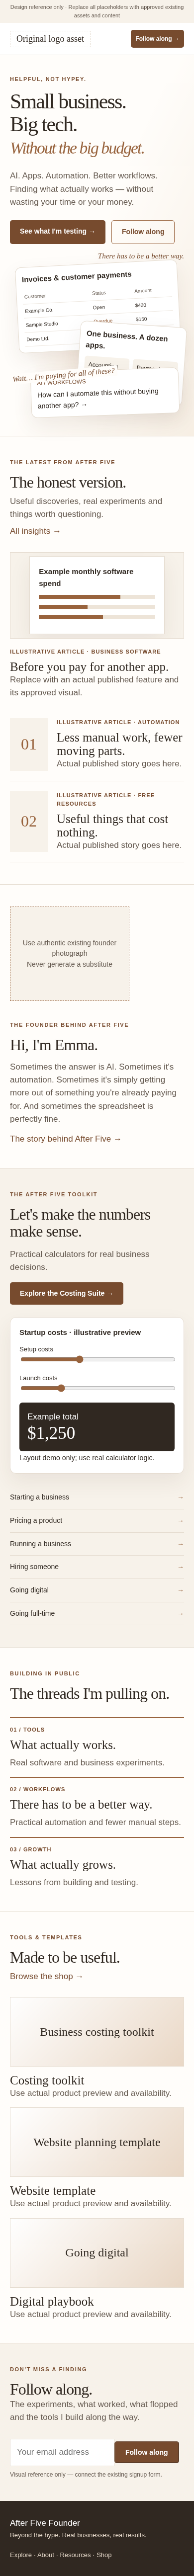 Design reference only · Replace all placeholders with approved existing
assets and content
Original logo asset
Follow along →
HELPFUL, NOT HYPEY.
Small business.
Big tech.
Without the big budget.
AI. Apps. Automation. Better workflows.
Finding what actually works — without
wasting your time or your money.
See what I'm testing →
Follow along
There has to be a better way.
Invoices & customer payments
Customer Status Amount
Example Co. Open $420
Sample Studio Overdue $150
Demo Ltd.
One business. A dozen
apps.
Wait… I'm paying for all of these?
AI WORKFLOWS
How can I automate this without buying
another app? →
THE LATEST FROM AFTER FIVE
The honest version.
Useful discoveries, real experiments and
things worth questioning.
All insights →
Example monthly software
spend
ILLUSTRATIVE ARTICLE · BUSINESS SOFTWARE
Before you pay for another app.
Replace with an actual published feature and
its approved visual.
01
ILLUSTRATIVE ARTICLE · AUTOMATION
Less manual work, fewer
moving parts.
Actual published story goes here.
02
ILLUSTRATIVE ARTICLE · FREE
RESOURCES
Useful things that cost
nothing.
Actual published story goes here.
Use authentic existing founder
photograph
Never generate a substitute
THE FOUNDER BEHIND AFTER FIVE
Hi, I'm Emma.
Sometimes the answer is AI. Sometimes it's
automation. Sometimes it's simply getting
more out of something you're already paying
for. And sometimes the spreadsheet is
perfectly fine.
The story behind After Five →
THE AFTER FIVE TOOLKIT
Let's make the numbers
make sense.
Practical calculators for real business
decisions.
Explore the Costing Suite →
Startup costs · illustrative preview
Setup costs
Launch costs
Example total
$1,250
Layout demo only; use real calculator logic.
Starting a business →
Pricing a product →
Running a business →
Hiring someone →
Going digital →
Going full-time →
BUILDING IN PUBLIC
The threads I'm pulling on.
01 / TOOLS
What actually works.
Real software and business experiments.
02 / WORKFLOWS
There has to be a better way.
Practical automation and fewer manual steps.
03 / GROWTH
What actually grows.
Lessons from building and testing.
TOOLS & TEMPLATES
Made to be useful.
Browse the shop →
Business costing toolkit
Costing toolkit
Use actual product preview and availability.
Website planning template
Website template
Use actual product preview and availability.
Going digital
Digital playbook
Use actual product preview and availability.
DON'T MISS A FINDING
Follow along.
The experiments, what worked, what flopped
and the tools I build along the way.
Your email address
Follow along
Visual reference only — connect the existing signup form.
After Five Founder
Beyond the hype. Real businesses, real results.
Explore · About · Resources · Shop